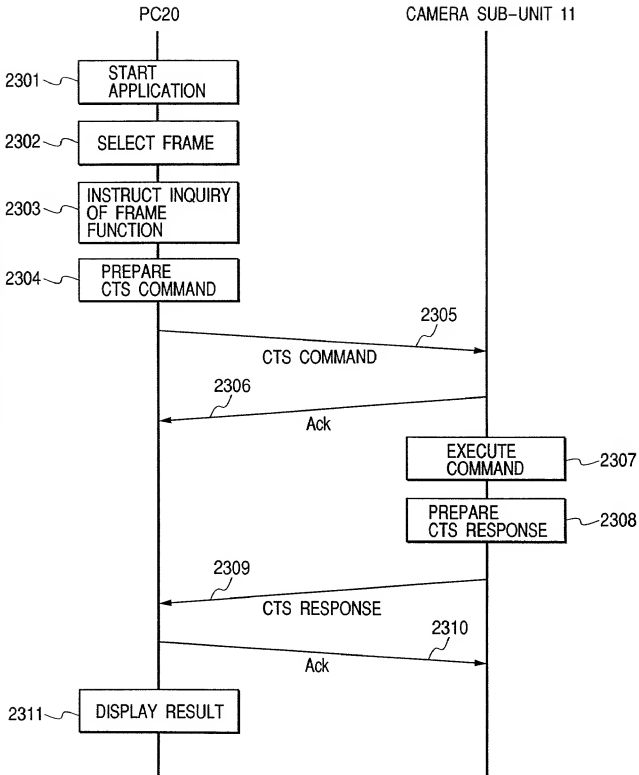 PC20
CAMERA SUB-UNIT 11
2301
START
APPLICATION
2302
SELECT FRAME
2303
INSTRUCT INQUIRY
OF FRAME
FUNCTION
2304
PREPARE
CTS COMMAND
2305
CTS COMMAND
2306
Ack
EXECUTE
COMMAND
2307
PREPARE
CTS RESPONSE
2308
2309
CTS RESPONSE
2310
Ack
2311
DISPLAY RESULT